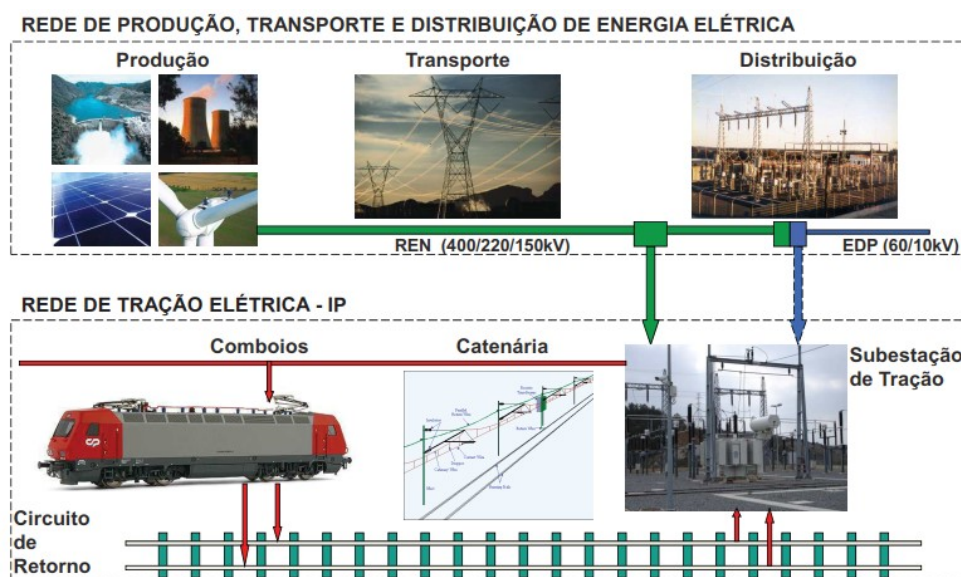 REDE DE PRODUÇÃO, TRANSPORTE E DISTRIBUIÇÃO DE ENERGIA ELÉTRICA
Produção
Transporte
Distribuição
REN (400/220/150kV)
EDP (60/10kV)
REDE DE TRAÇÃO ELÉTRICA - IP
Comboios
Catenária
Subestação
de Tração
CP
Circuito
de
Retorno